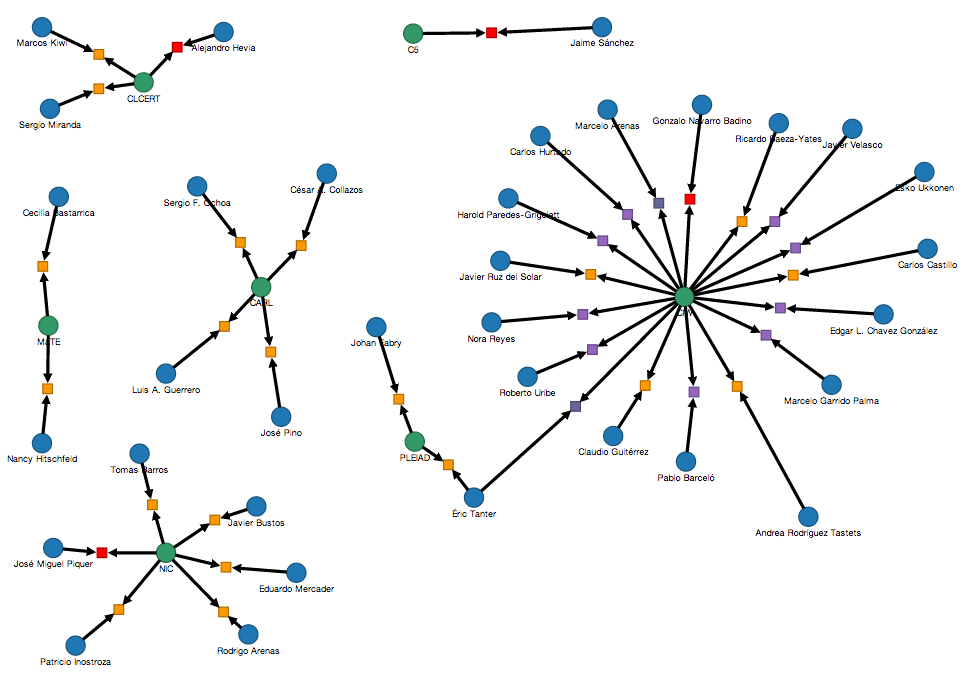 Marcos Kiwi
Alejandro Hevia
CLCERT
Sergio Miranda
C5
Jaime Sánchez
Carlos Hurtado
Marcelo Arenas
Gonzalo Navarro Badino
Ricardo Baeza-Yates
Javier Velasco
Esko Ukkonen
Cecilia Bastarrica
Sergio F. Ochoa
César A. Collazos
Harold Paredes-Grigelatt
Carlos Castillo
Javier Ruz del Solar
CARL
MaTE
Johan Fabry
Nora Reyes
Edgar L. Chavez González
Luis A. Guerrero
Roberto Uribe
Marcelo Garrido Palma
José Pino
PLEIAD
Nancy Hitschfeld
Claudio Guitérrez
Tomas Barros
Pablo Barceló
Éric Tanter
Javier Bustos
Andrea Rodríguez Tastets
José Miguel Piquer
NIC
Eduardo Mercader
Patricio Inostroza
Rodrigo Arenas